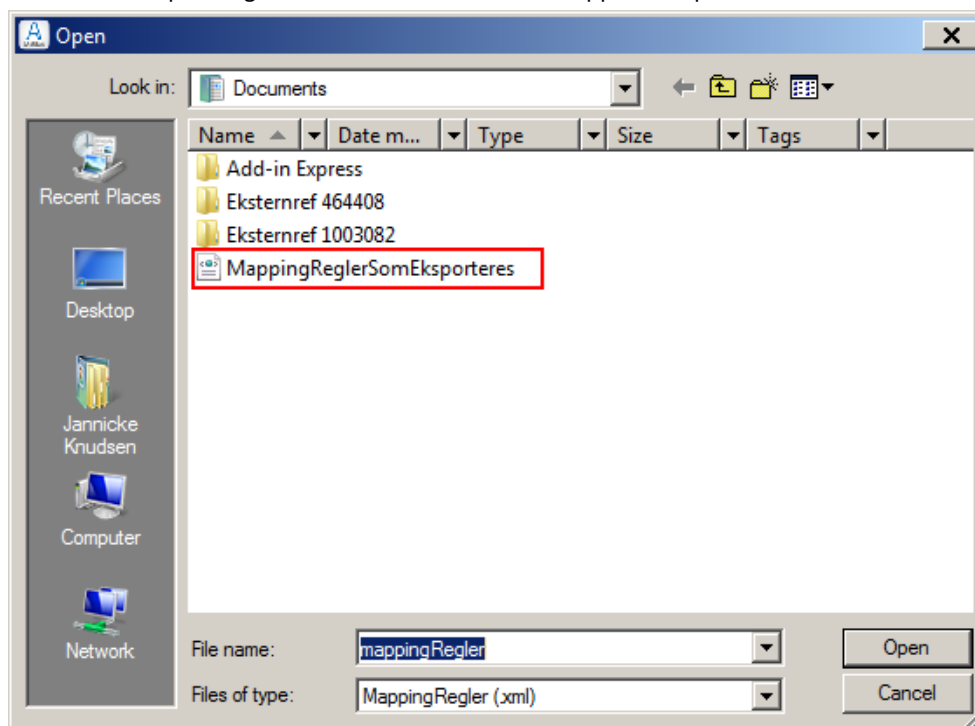 Open
Look in:
Documents
Name
Date m...
Type
Size
Tags
Recent Places
Desktop
Jannicke
Knudsen
Computer
Network
Add-in Express
Eksternref 464408
Eksternref 1003082
MappingReglerSomEksporteres
File name:
mappingRegler
Open
Files of type:
MappingRegler (.xml)
Cancel